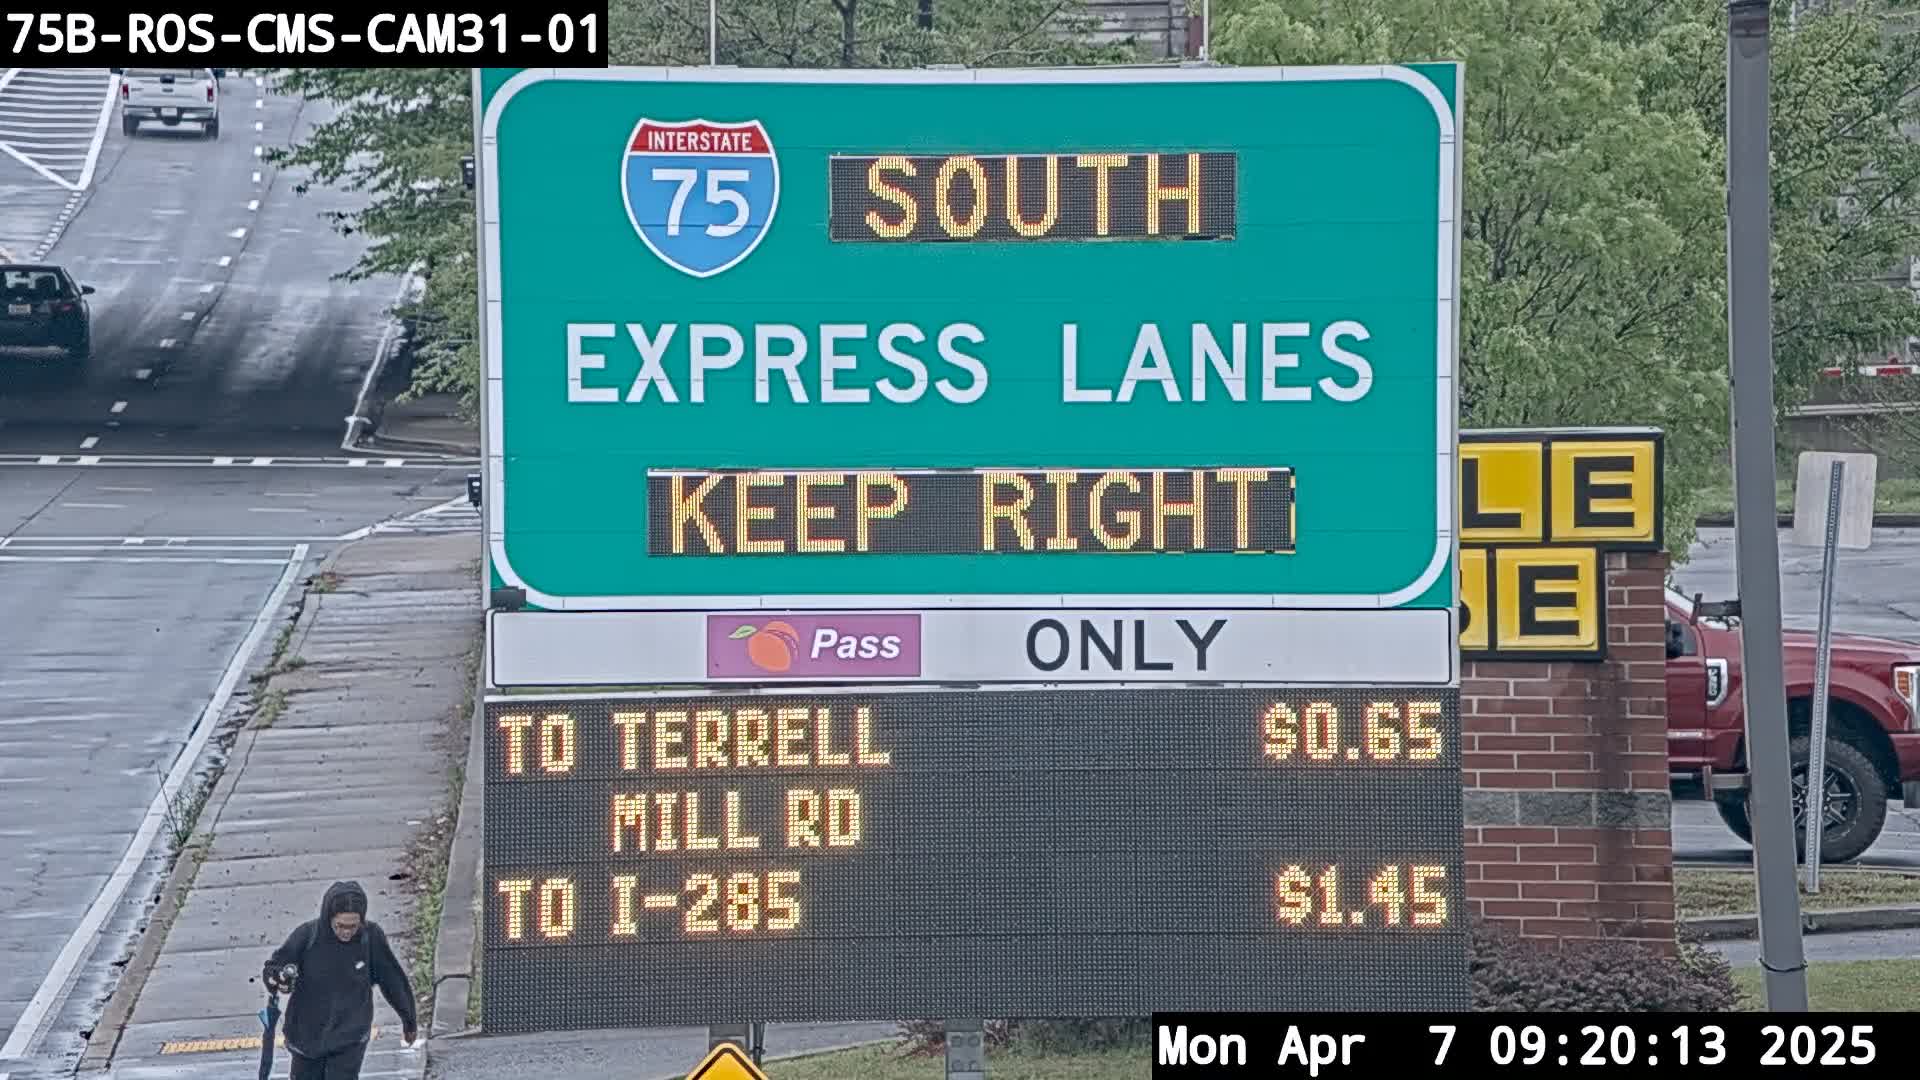 75B-ROS-CMS-CAM31-01
INTERSTATE
75
SOUTH
EXPRESS LANES
KEEP RIGHT
LE
E
Pass ONLY
TO TERRELL $0.65
MILL RD
TO I-285 $1.45
Mon Apr 7 09:20:13 2025